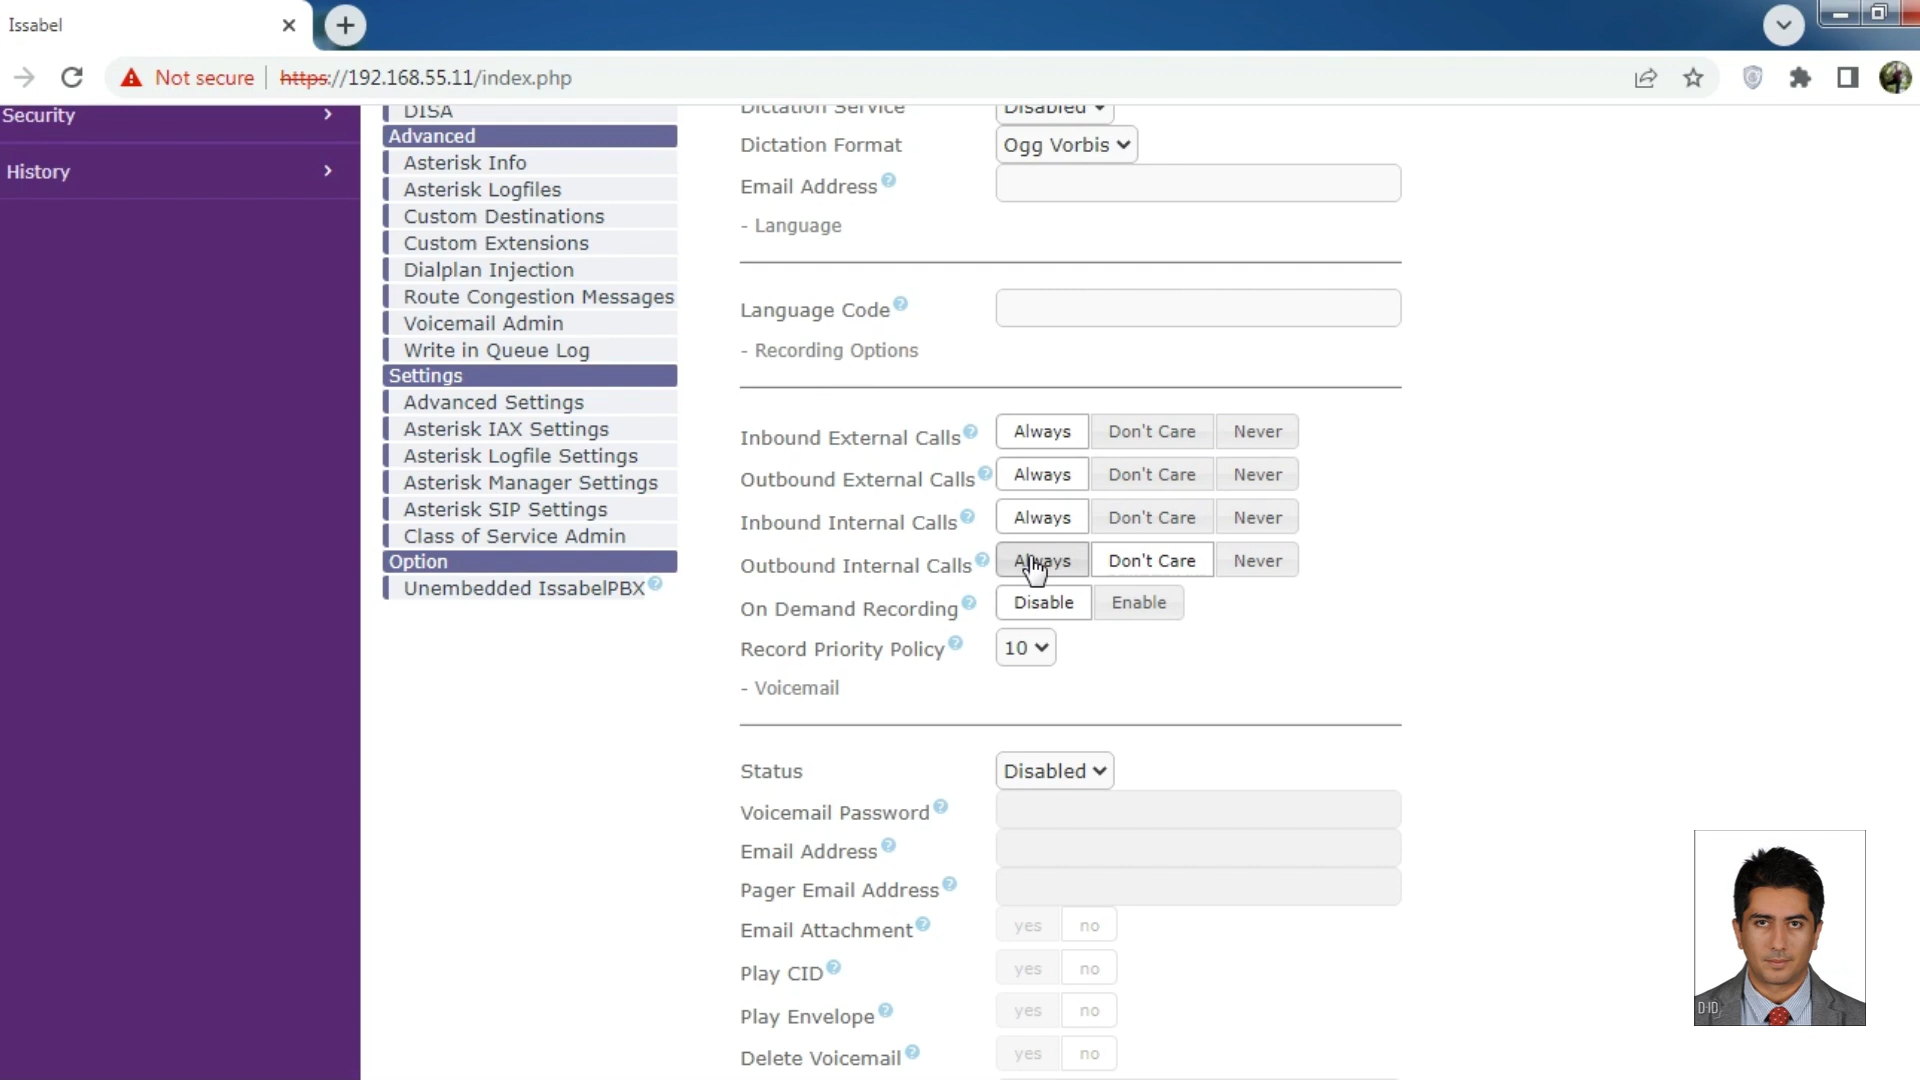 Issabel
Not secure
https://192.168.55.11/index.php
Security
History
DISA
Advanced
Asterisk Info
Asterisk Logfiles
Custom Destinations
Custom Extensions
Dialplan Injection
Route Congestion Messages
Voicemail Admin
Write in Queue Log
Settings
Advanced Settings
Asterisk IAX Settings
Asterisk Logfile Settings
Asterisk Manager Settings
Asterisk SIP Settings
Class of Service Admin
Option
Unembedded IssabelPBX?
Dictation Service Disabled
Dictation Format Ogg Vorbis
Email Address?
- Language
Language Code?
- Recording Options
Inbound External Calls? Always Don't Care Never
Outbound External Calls? Always Don't Care Never
Inbound Internal Calls? Always Don't Care Never
Outbound Internal Calls? Always Don't Care Never
On Demand Recording? Disable Enable
Record Priority Policy? 10
- Voicemail
Status Disabled
Voicemail Password?
Email Address?
Pager Email Address?
Email Attachment? yes no
Play CID? yes no
Play Envelope? yes no
Delete Voicemail? yes no
D-ID